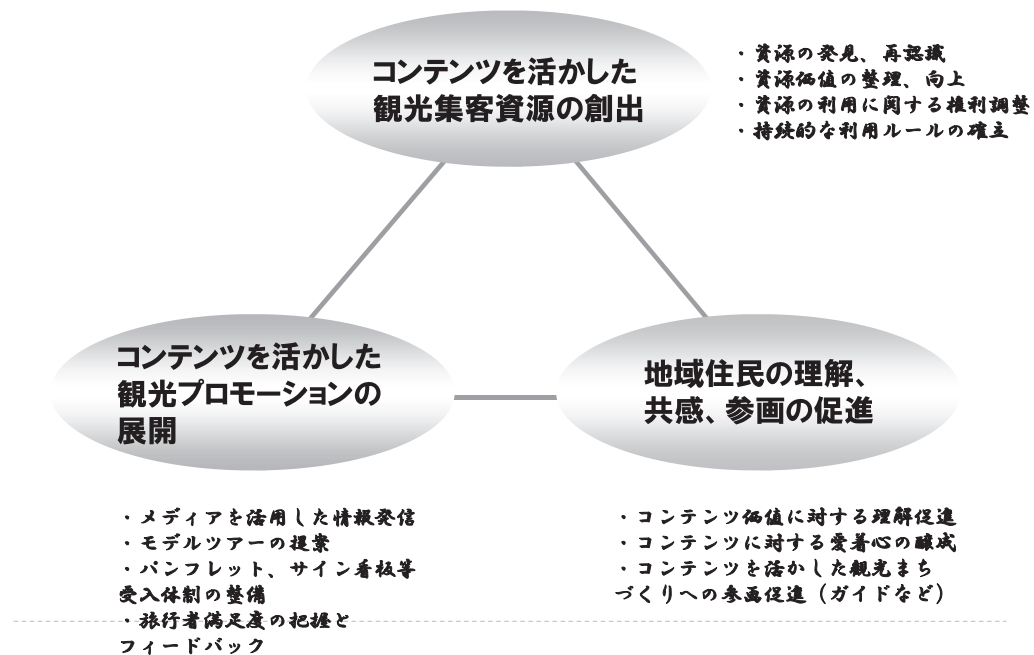 コンテンツを活かした
観光集客資源の創出
・資源の発見、再認識
・資源価値の整理、向上
・資源の利用に関する権利調整
・持続的な利用ルールの確立
コンテンツを活かした
観光プロモーションの
展開
地域住民の理解、
共感、参画の促進
・メディアを活用した情報発信
・モデルツアーの提案
・パンフレット、サイン看板等
受入体制の整備
・旅行者満足度の把握と
フィードバック
・コンテンツ価値に対する理解促進
・コンテンツに対する愛着心の醸成
・コンテンツを活かした観光まち
づくりへの参画促進（ガイドなど）